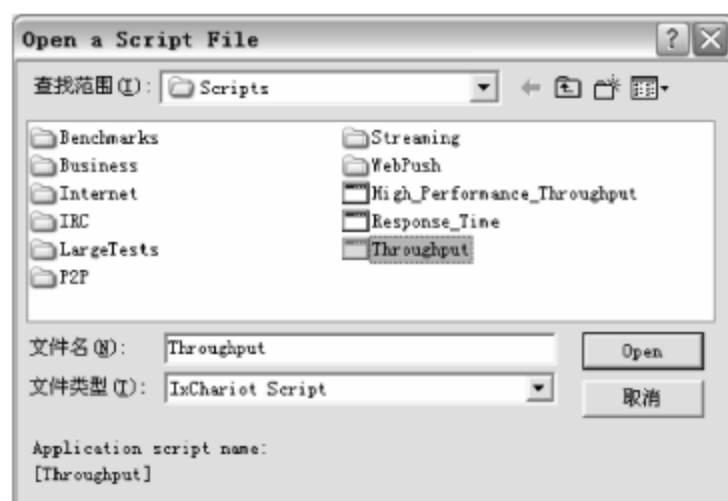 Open a Script File
查找范围(I): Scripts
Benchmarks
Business
Internet
IRC
LargeTests
P2P
Streaming
WebPush
High_Performance_Throughput
Response_Time
Throughput
文件名(N): Throughput
Open
文件类型(T): IxChariot Script
取消
Application script name:
[Throughput]